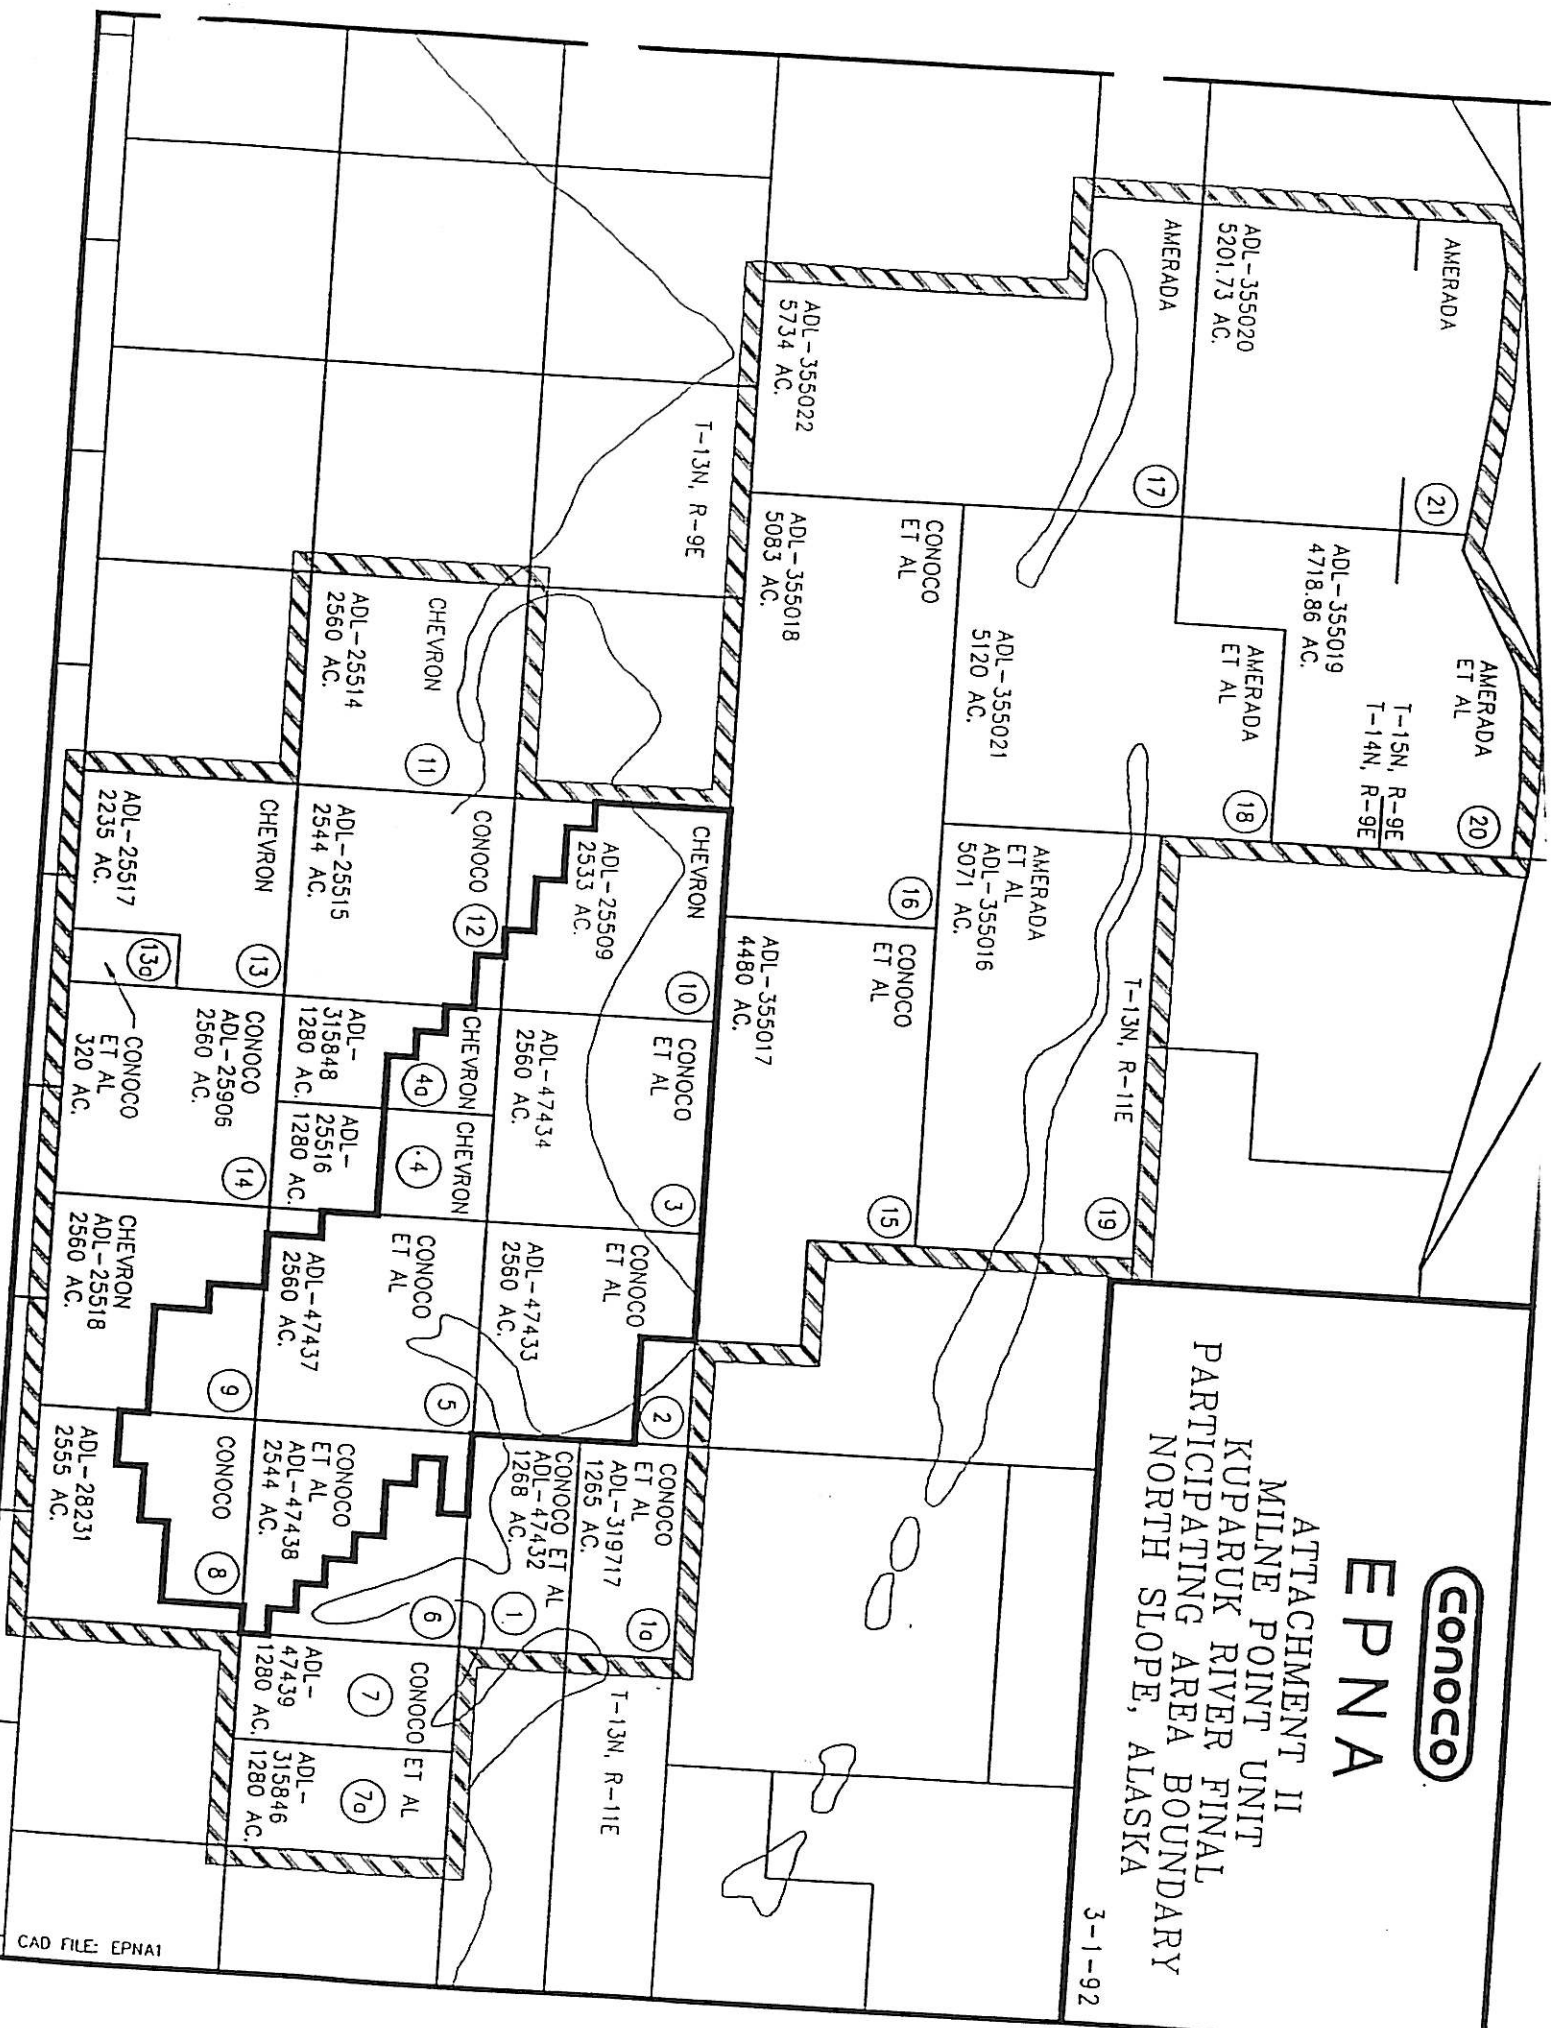 conoco
EPNA
ATTACHMENT II
MILNE POINT UNIT
KUPARUK RIVER FINAL
PARTICIPATING AREA BOUNDARY
NORTH SLOPE, ALASKA
3-1-92
AMERADA
21
ADL-355020
5201.73 AC.
AMERADA
ET AL
20
T-15N, R-9E
T-14N, R-9E
ADL-355019
4718.86 AC.
AMERADA
17
ADL-355022
5734 AC.
AMERADA
ET AL
18
ADL-355021
5120 AC.
T-13N, R-11E
19
AMERADA
ET AL
ADL-355016
5071 AC.
CONOCO
ET AL
16
ADL-355018
5083 AC.
CONOCO
ET AL
15
ADL-355017
4480 AC.
T-13N, R-9E
CHEVRON
10
ADL-25509
2533 AC.
CONOCO
ET AL
3
ADL-47434
2560 AC.
CONOCO
ET AL
2
ADL-47433
2560 AC.
CONOCO
ET AL
ADL-319717
1265 AC.
1a
CONOCO ET AL
ADL-47432
1268 AC.
1
T-13N, R-11E
CHEVRON
11
ADL-25514
2560 AC.
CONOCO
12
ADL-25515
2544 AC.
CHEVRON
4a
ADL-
315848
1280 AC.
CHEVRON
4
ADL-
25516
1280 AC.
CONOCO
ET AL
5
ADL-47437
2560 AC.
CONOCO
ET AL
ADL-47438
2544 AC.
6
CONOCO ET AL
7
ADL-
47439
1280 AC.
7a
ADL-
315846
1280 AC.
CHEVRON
13
ADL-25517
2235 AC.
13a
CONOCO
ET AL
320 AC.
CONOCO
ADL-25906
2560 AC.
14
9
CHEVRON
ADL-25518
2560 AC.
CONOCO
8
ADL-28231
2555 AC.
CAD FILE: EPNA1